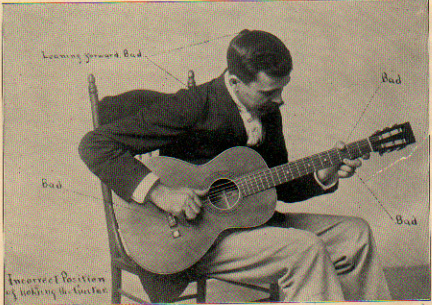 Leaning forward Bad
Bad
Bad
Bad
Incorrect Position
of holding the Guitar